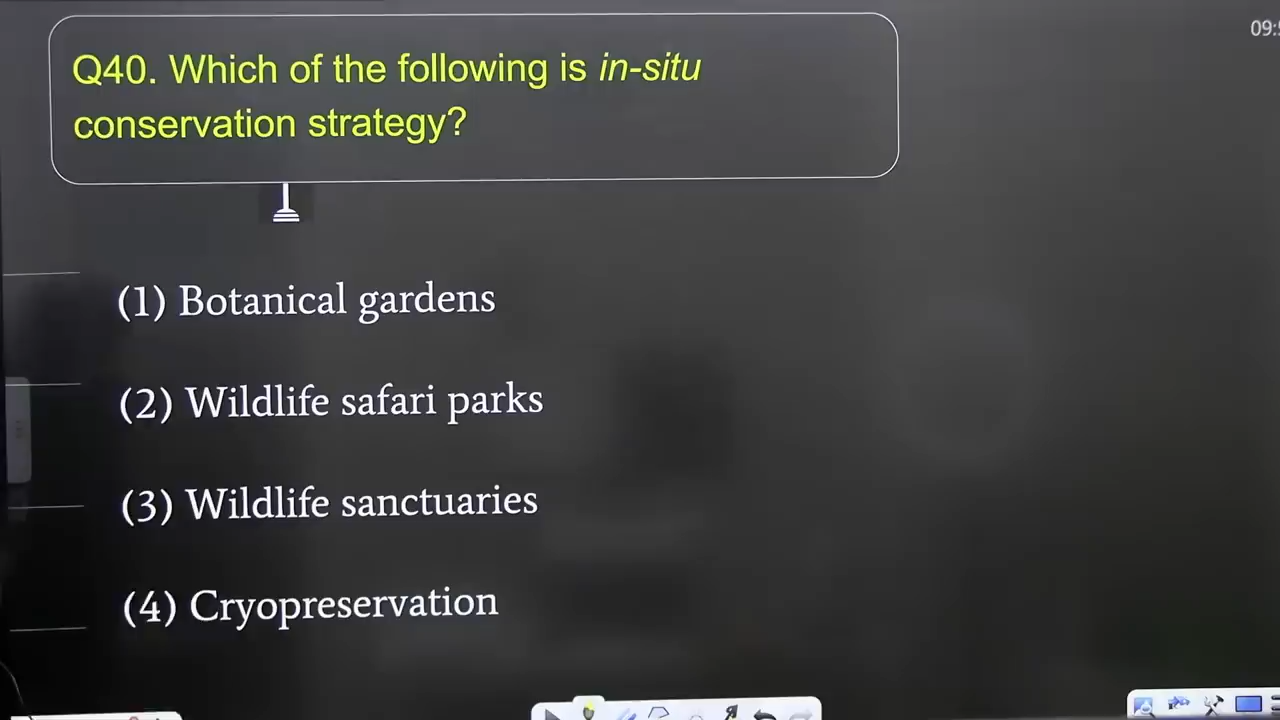 09:
Q40. Which of the following is in-situ
conservation strategy?
(1) Botanical gardens
(2) Wildlife safari parks
(3) Wildlife sanctuaries
(4) Cryopreservation